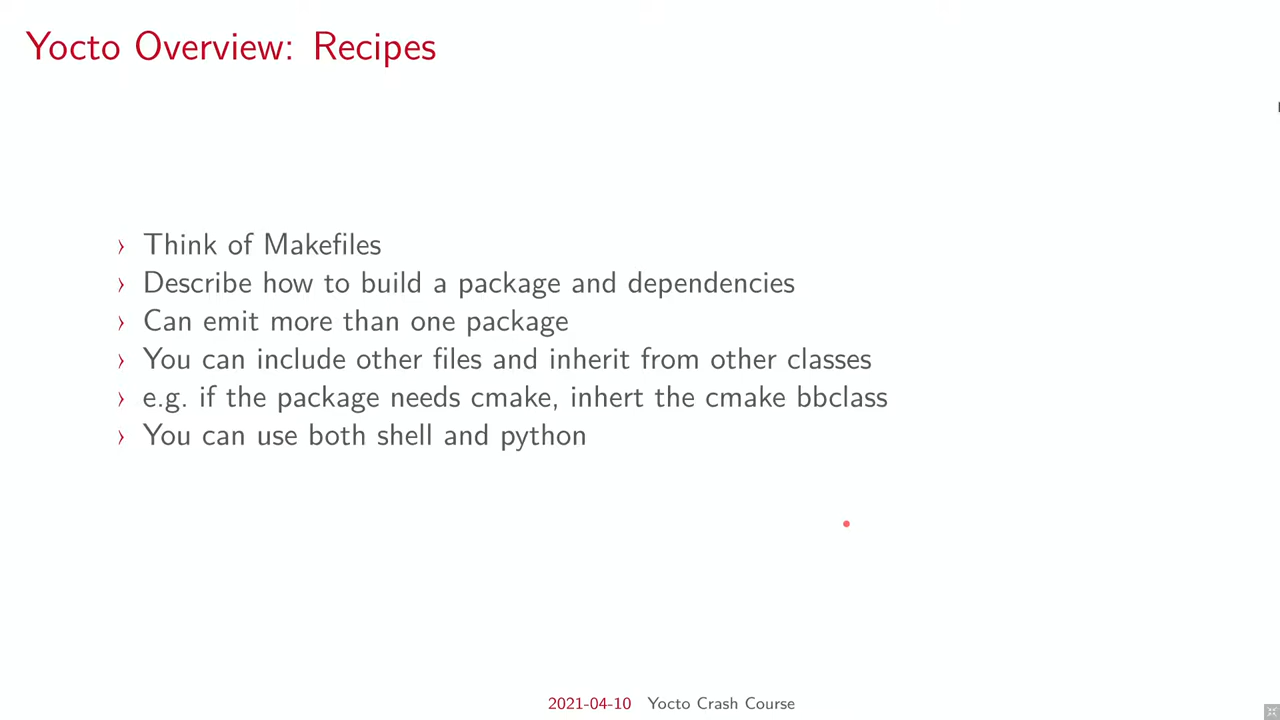 Yocto Overview: Recipes
› Think of Makefiles
› Describe how to build a package and dependencies
› Can emit more than one package
› You can include other files and inherit from other classes
› e.g. if the package needs cmake, inhert the cmake bbclass
› You can use both shell and python
2021-04-10 Yocto Crash Course